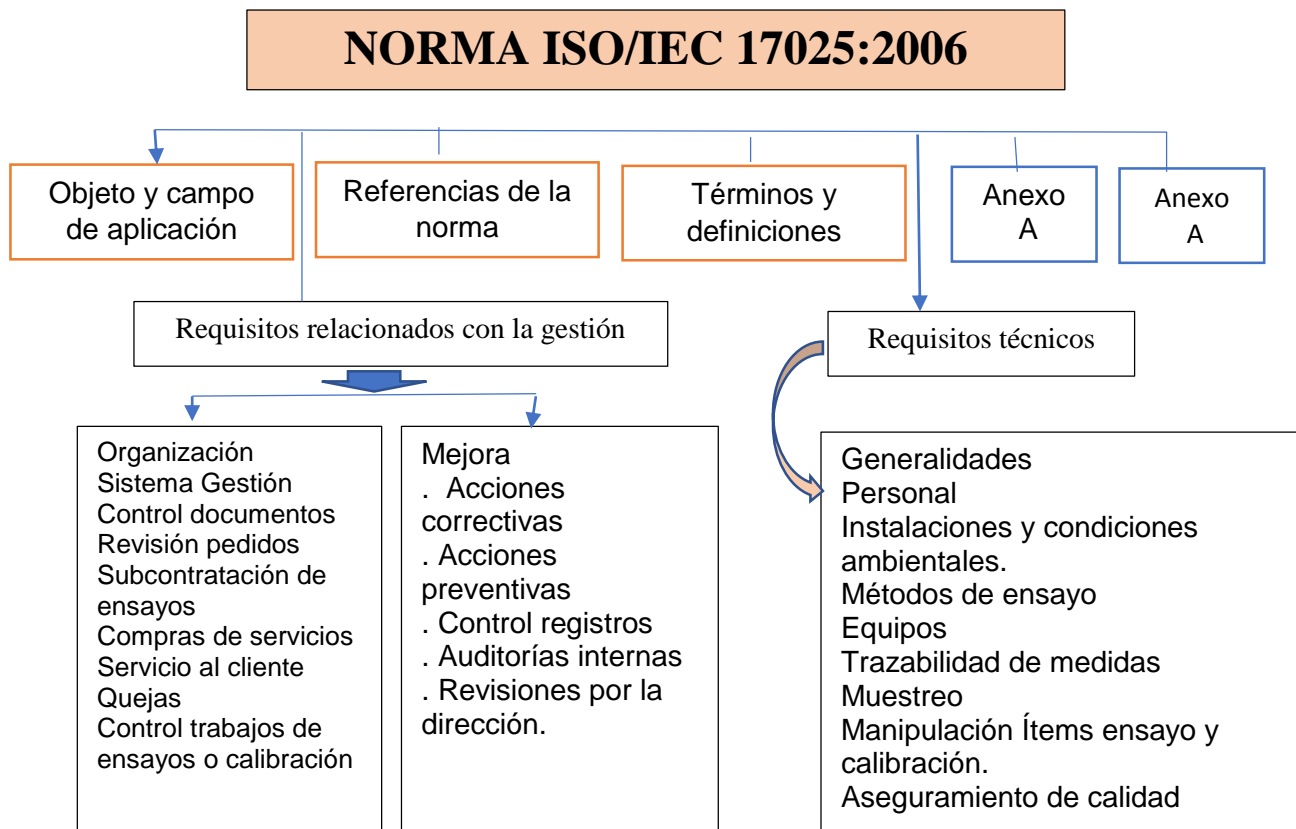 NORMA ISO/IEC 17025:2006
Objeto y campo
de aplicación
Referencias de la
norma
Términos y
definiciones
Anexo
A
Anexo
A
Requisitos relacionados con la gestión
Requisitos técnicos
Organización
Sistema Gestión
Control documentos
Revisión pedidos
Subcontratación de
ensayos
Compras de servicios
Servicio al cliente
Quejas
Control trabajos de
ensayos o calibración
Mejora
. Acciones
correctivas
. Acciones
preventivas
. Control registros
. Auditorías internas
. Revisiones por la
dirección.
Generalidades
Personal
Instalaciones y condiciones
ambientales.
Métodos de ensayo
Equipos
Trazabilidad de medidas
Muestreo
Manipulación Ítems ensayo y
calibración.
Aseguramiento de calidad